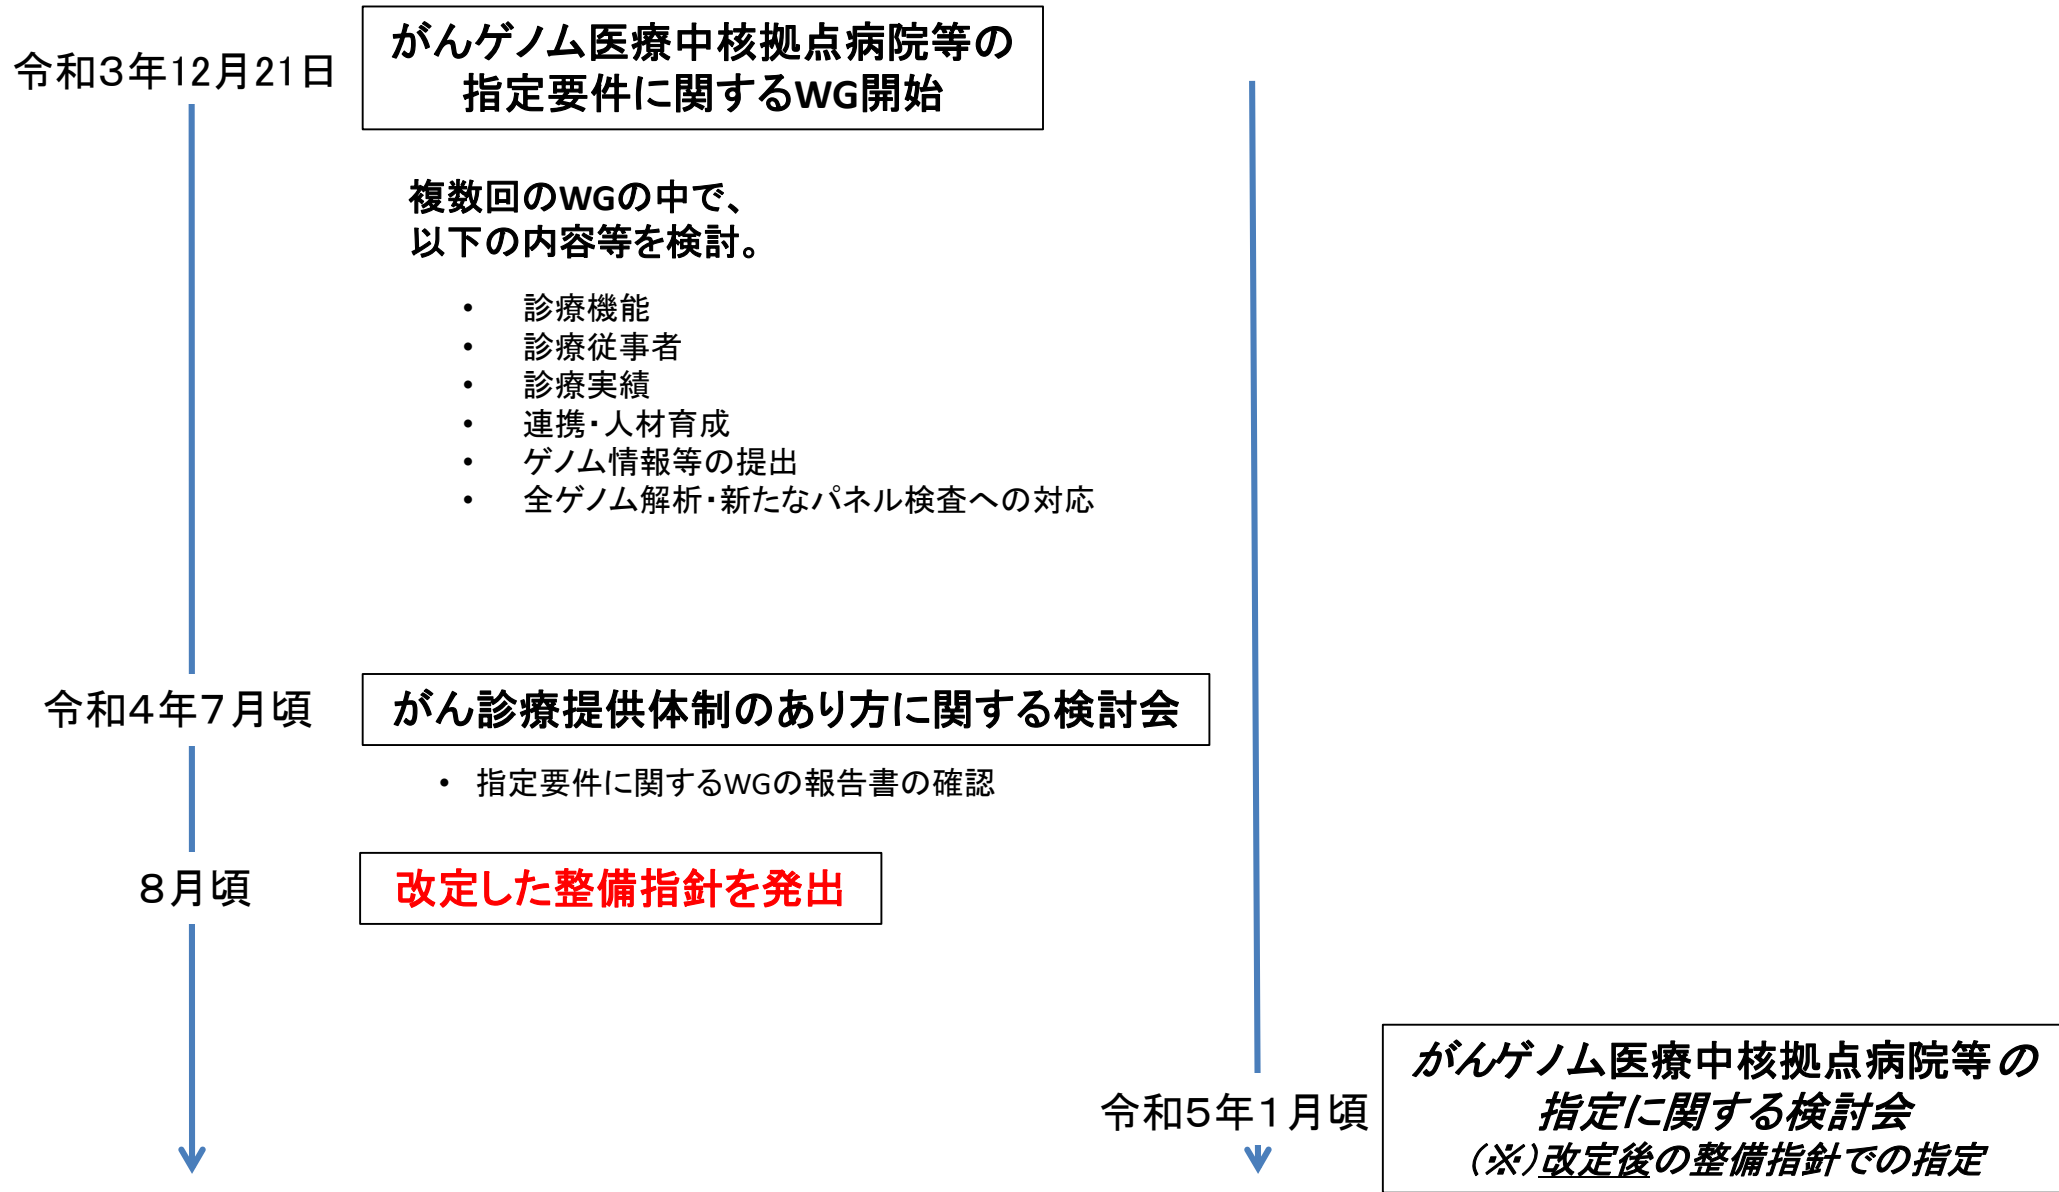 令和３年12月21日
がんゲノム医療中核拠点病院等の
指定要件に関するWG開始
複数回のWGの中で、
以下の内容等を検討。
• 診療機能
• 診療従事者
• 診療実績
• 連携・人材育成
• ゲノム情報等の提出
• 全ゲノム解析・新たなパネル検査への対応
令和４年７月頃
がん診療提供体制のあり方に関する検討会
• 指定要件に関するWGの報告書の確認
８月頃
改定した整備指針を発出
令和５年１月頃
がんゲノム医療中核拠点病院等の
指定に関する検討会
（※）改定後の整備指針での指定